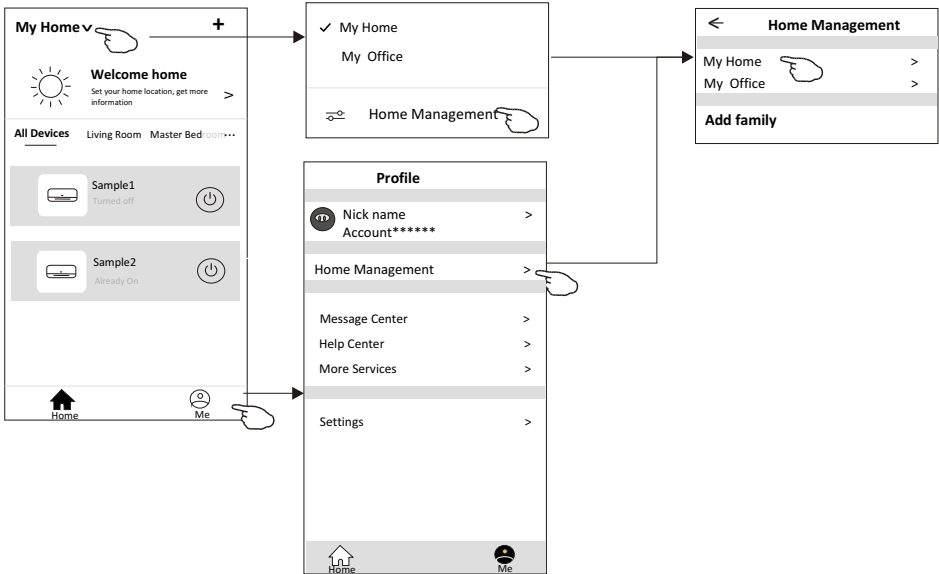 My Home
+
Welcome home
Set your home location, get more
information
>
All Devices Living Room Master Bedroom...
Sample1
Turned off
Sample2
Already On
Home
Me
✓ My Home
My Office
Home Management
Profile
Nick name >
Account******
Home Management >
Message Center >
Help Center >
More Services >
Settings >
Home
Me
Home Management
My Home >
My Office >
Add family